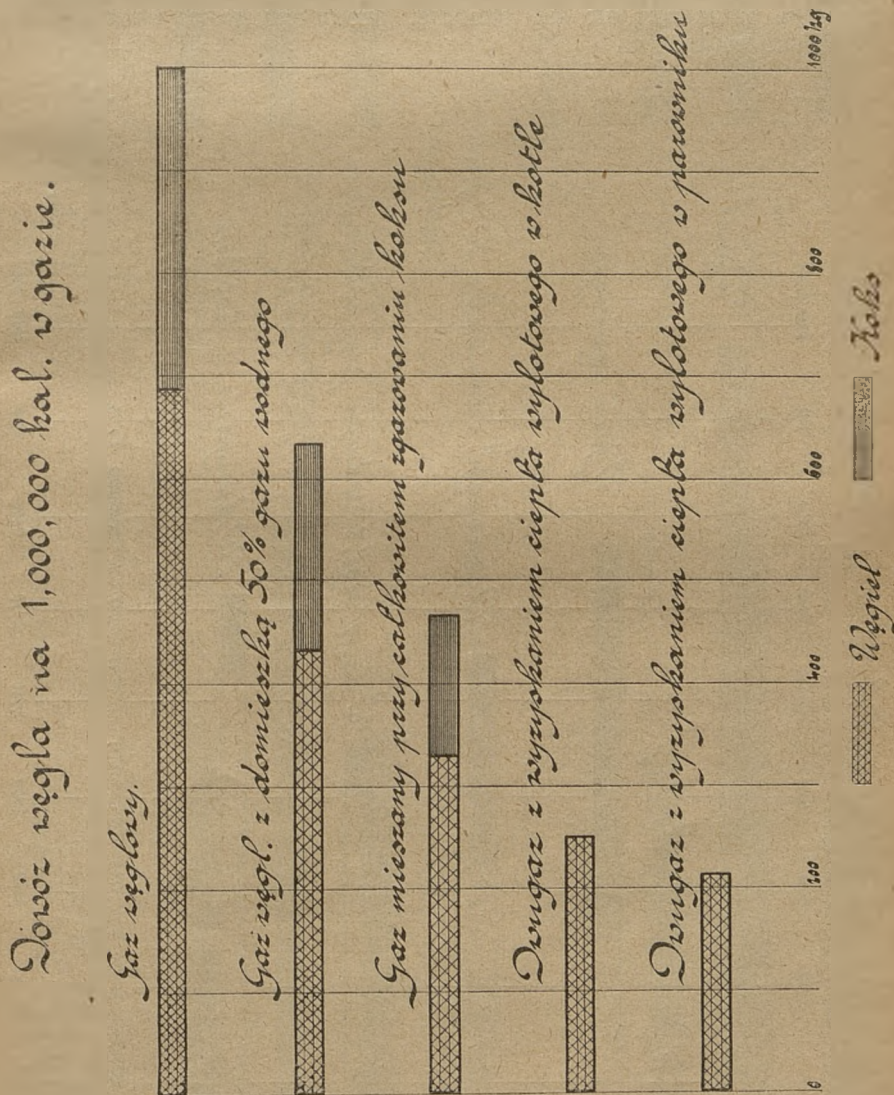 Dowóz węgla na 1,000,000 kal. w gazie.
Gaz węglowy.
Gaz węgl. z domieszką 50% gazu wodnego
Gaz mieszany przy całkowitem zgazowaniu koksu
Dwugaz z wyzyskaniem ciepła wylotowego w kotle
Dwugaz z wyzyskaniem ciepła wylotowego w parowniku
0 200 400 600 800 1000 kg
Węgiel Koks